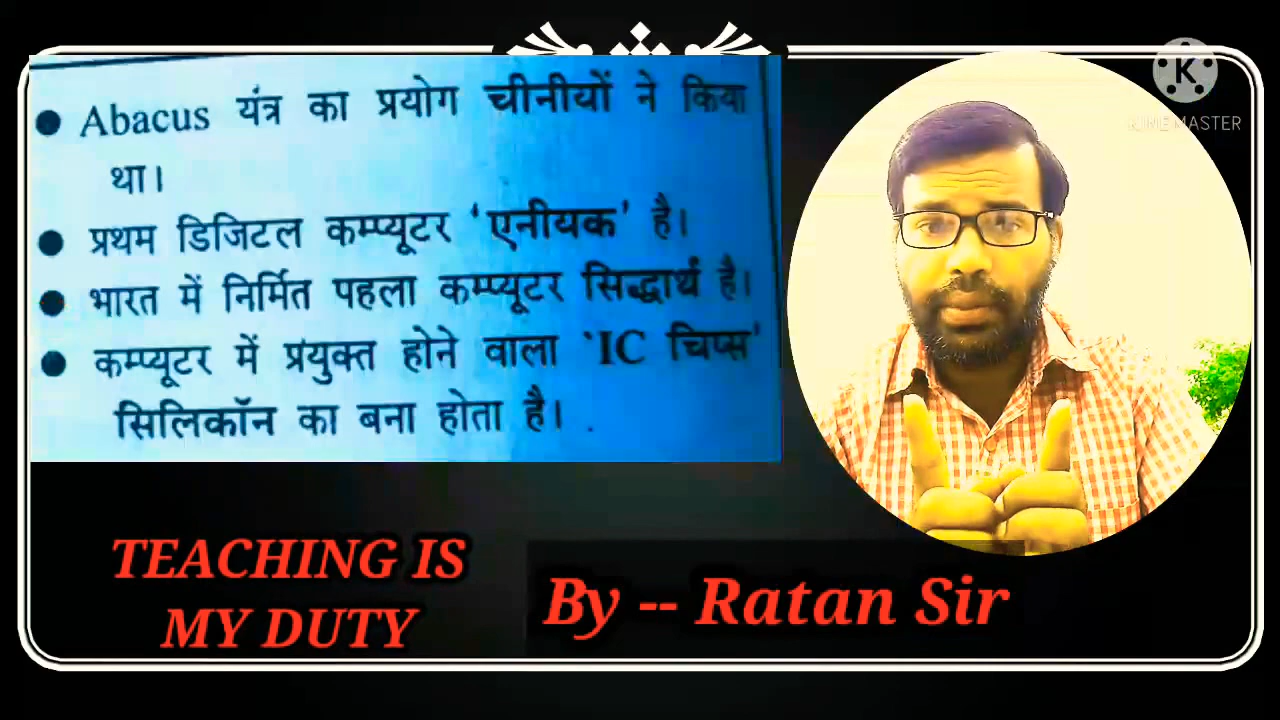 ● Abacus यंत्र का प्रयोग चीनीयों ने किया
था।
● प्रथम डिजिटल कम्प्यूटर ‘एनीयक’ है।
● भारत में निर्मित पहला कम्प्यूटर सिद्धार्थ है।
● कम्प्यूटर में प्रयुक्त होने वाला ‘IC चिप्स’
सिलिकॉन का बना होता है।
K
KINEMASTER
TEACHING IS
MY DUTY
By -- Ratan Sir